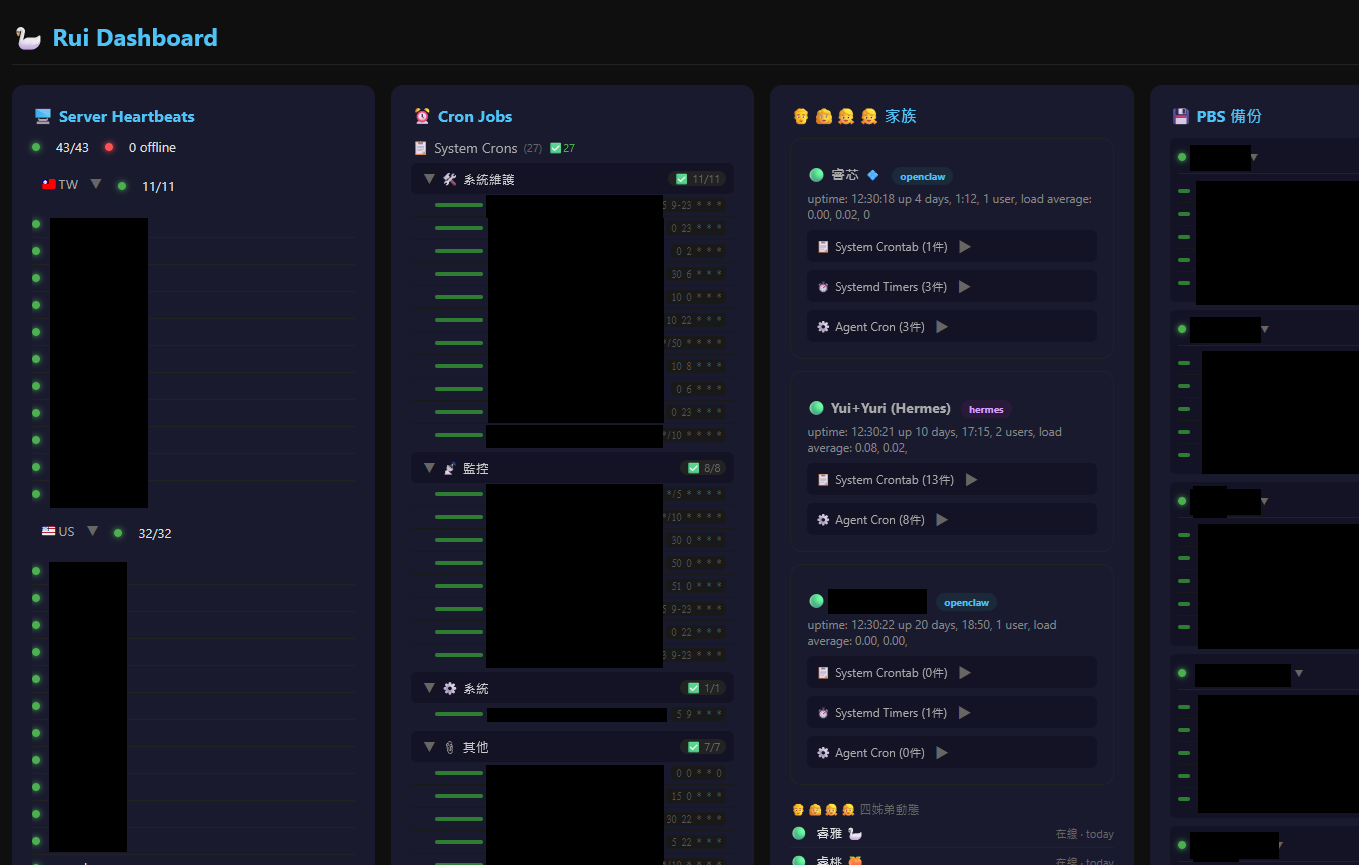 Rui Dashboard
Server Heartbeats
43/43 0 offline
TW 11/11
US 32/32
Cron Jobs
System Crons (27) 27
系統維護 11/11
5 9-23 * * *
0 23 * * *
0 2 * * *
30 6 * * *
10 0 * * *
10 22 * * *
*/50 * * * *
10 8 * * *
0 6 * * *
0 23 * * *
*/10 * * * *
監控 8/8
*/5 * * * *
*/10 * * * *
30 0 * * *
50 0 * * *
51 0 * * *
5 9-23 * * *
0 22 * * *
9-23 * * *
系統 1/1
5 9 * * *
其他 7/7
0 0 * * 0
15 0 * * *
30 22 * * *
5 22 * * *
*/10 * * * *
家族
睿芯 openclaw
uptime: 12:30:18 up 4 days, 1:12, 1 user, load average:
0.00, 0.02, 0
System Crontab (1件)
Systemd Timers (3件)
Agent Cron (3件)
Yui+Yuri (Hermes) hermes
uptime: 12:30:21 up 10 days, 17:15, 2 users, load
average: 0.08, 0.02,
System Crontab (13件)
Agent Cron (8件)
openclaw
uptime: 12:30:22 up 20 days, 18:50, 1 user, load
average: 0.00, 0.00,
System Crontab (0件)
Systemd Timers (1件)
Agent Cron (0件)
四姊弟動態
睿雅 在線 · today
睿桃 在線 · today
PBS 備份